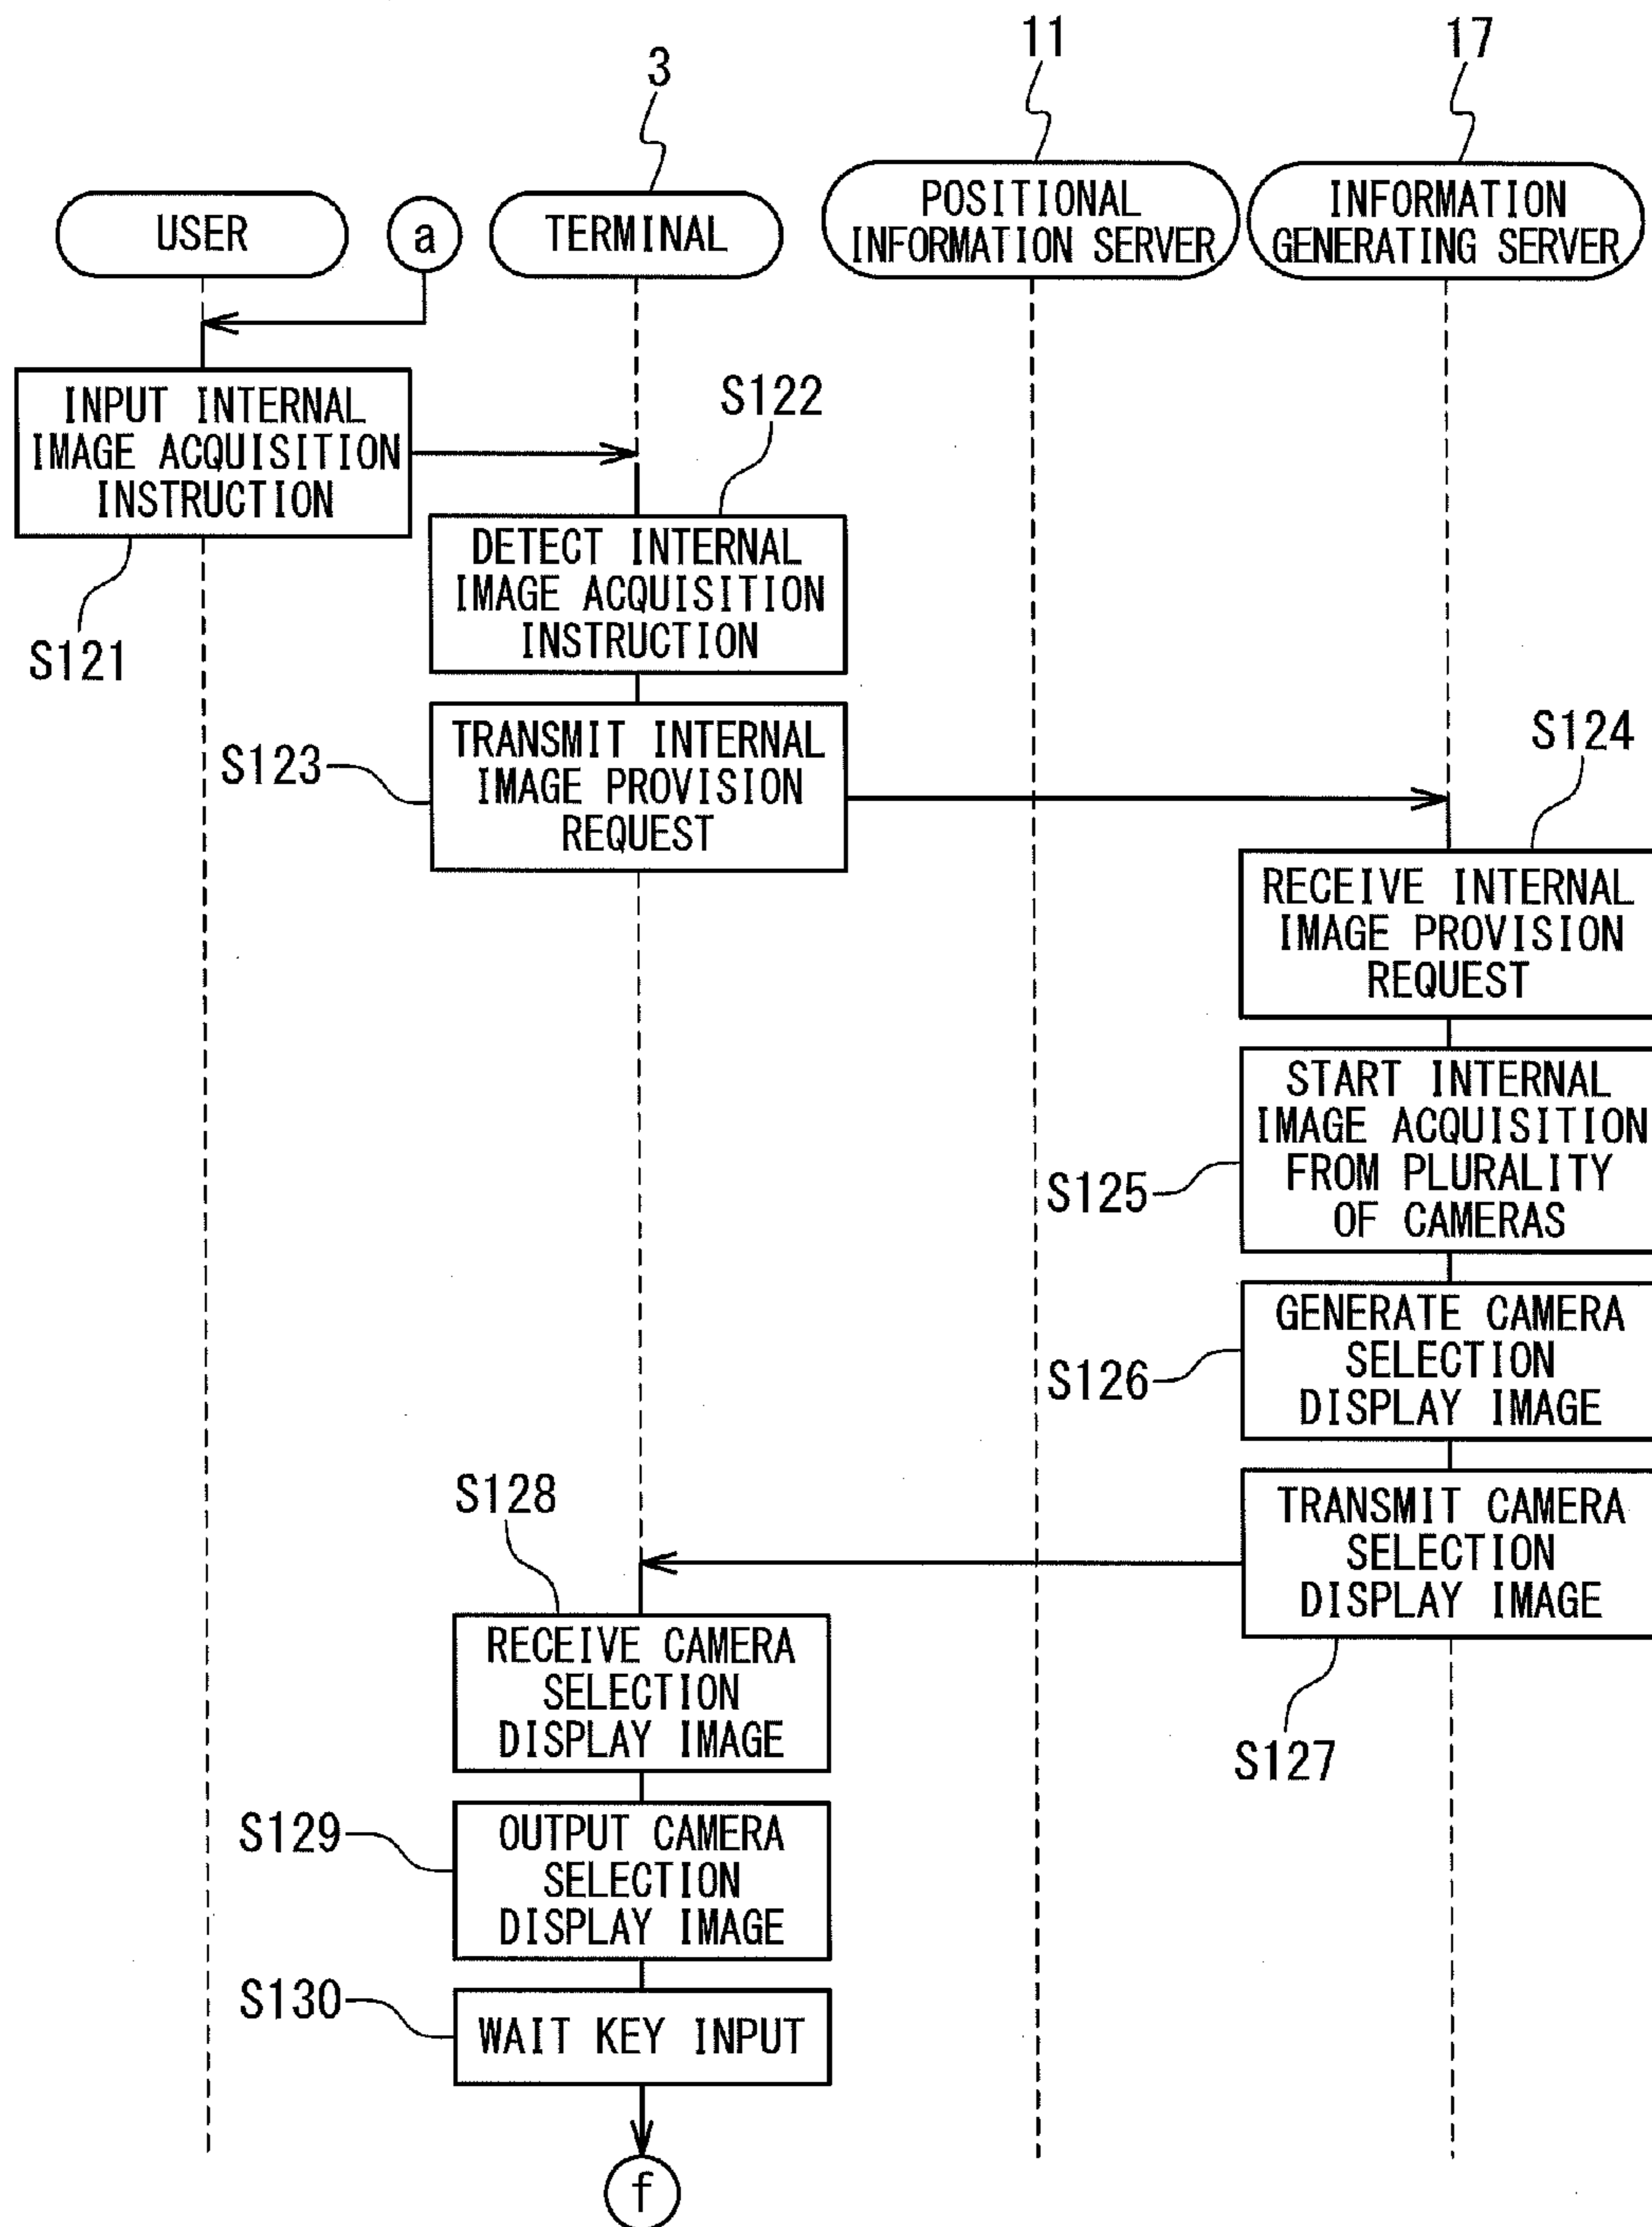 3
11
17
USER
a
TERMINAL
POSITIONAL
INFORMATION SERVER
INFORMATION
GENERATING SERVER
INPUT INTERNAL
IMAGE ACQUISITION
INSTRUCTION
S121
S122
DETECT INTERNAL
IMAGE ACQUISITION
INSTRUCTION
S123
TRANSMIT INTERNAL
IMAGE PROVISION
REQUEST
S124
RECEIVE INTERNAL
IMAGE PROVISION
REQUEST
S125
START INTERNAL
IMAGE ACQUISITION
FROM PLURALITY
OF CAMERAS
S126
GENERATE CAMERA
SELECTION
DISPLAY IMAGE
TRANSMIT CAMERA
SELECTION
DISPLAY IMAGE
S127
S128
RECEIVE CAMERA
SELECTION
DISPLAY IMAGE
S129
OUTPUT CAMERA
SELECTION
DISPLAY IMAGE
S130
WAIT KEY INPUT
f